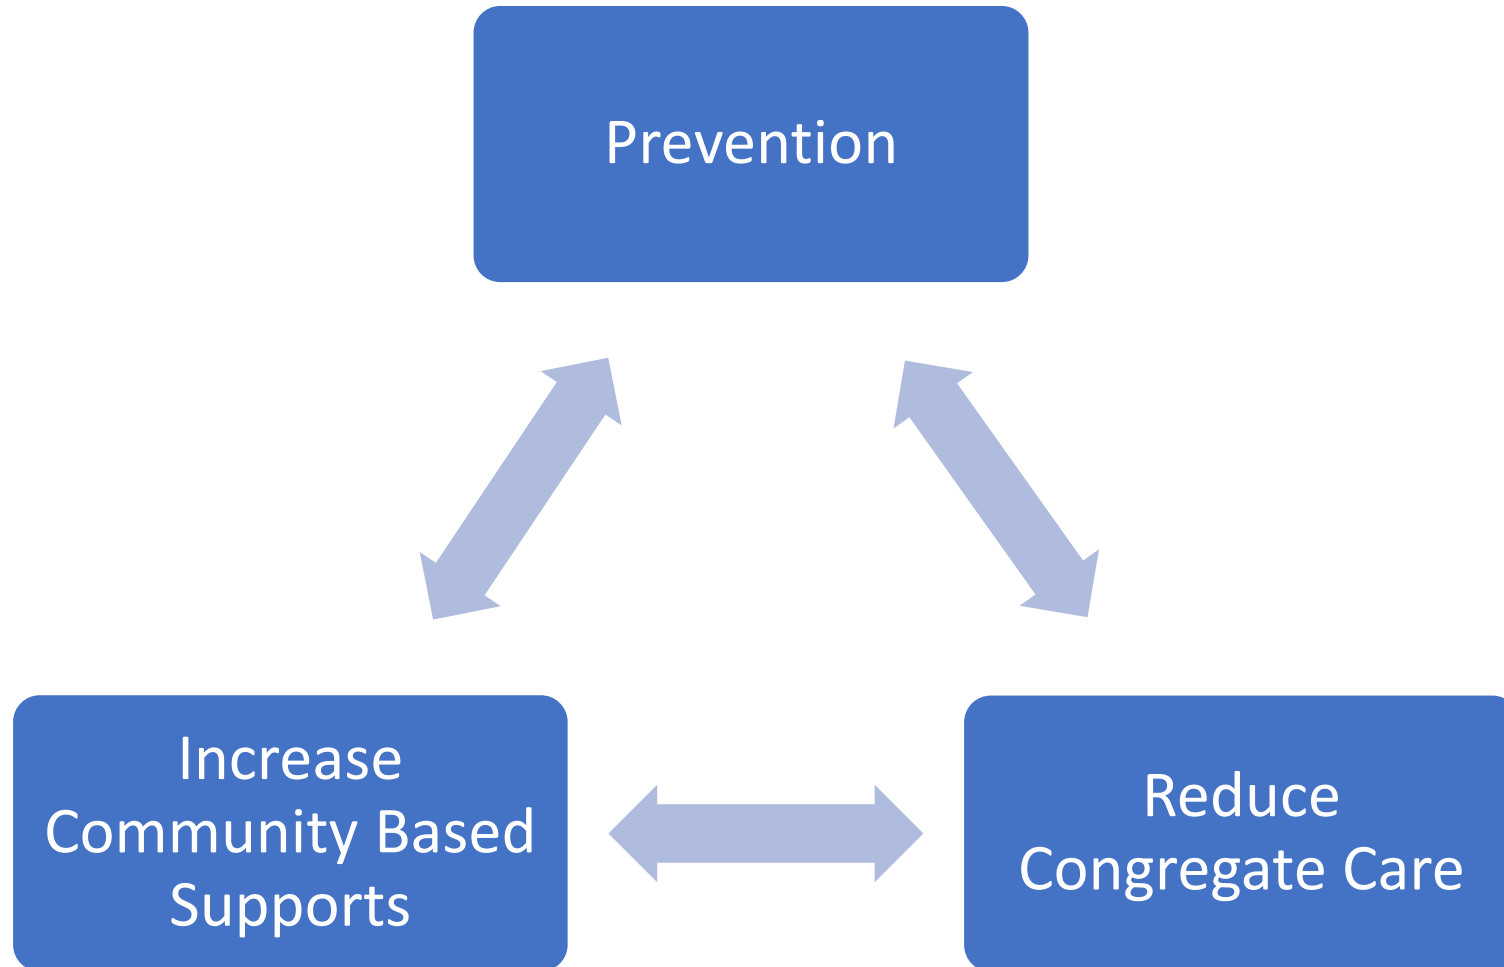 Prevention
Increase
Community Based
Supports
Reduce
Congregate Care